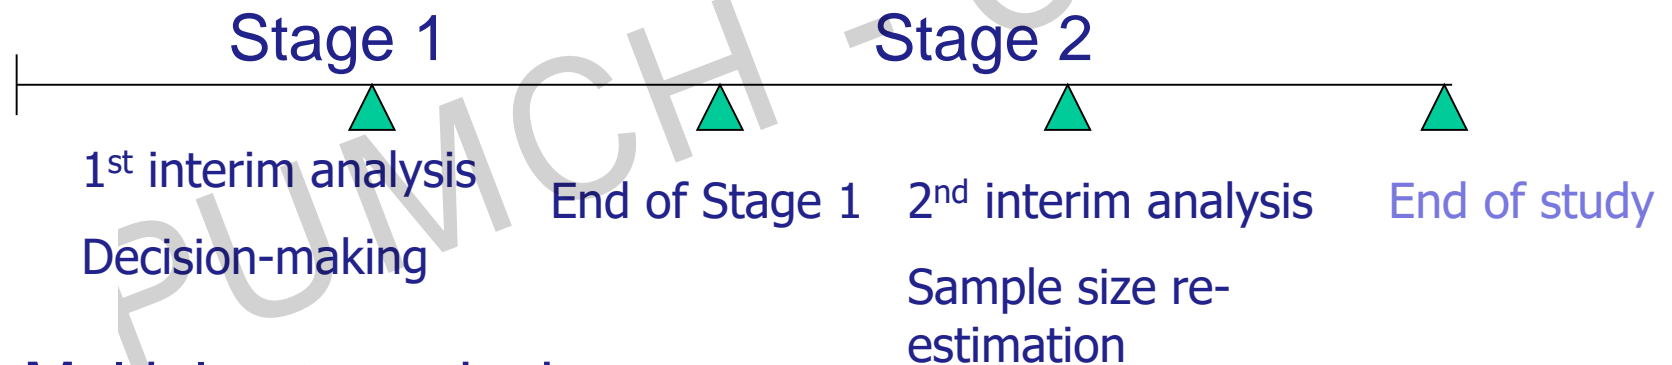 Stage 1 Stage 2
1st interim analysis
End of Stage 1 2nd interim analysis End of study
Decision-making
Sample size re-
estimation
PUMCH -